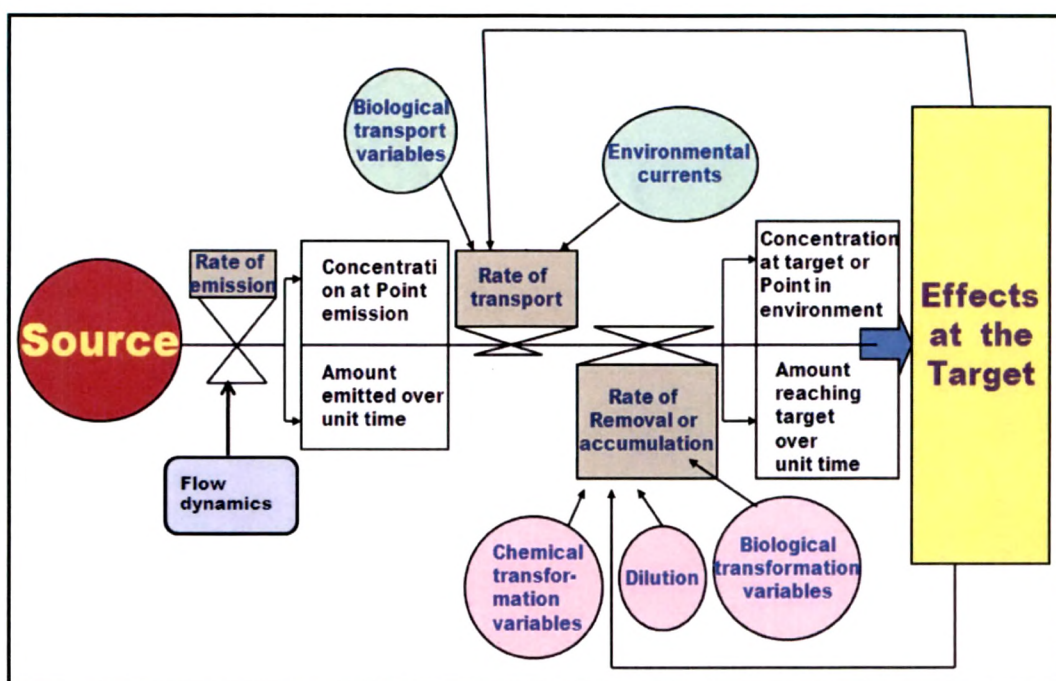 Biological
transport
variables
Environmental
currents
Source
Rate of
emission
Concentrati
on at Point
emission
Amount
emitted over
unit time
Flow
dynamics
Rate of
transport
Rate of
Removal or
accumulation
Concentration
at target or
Point in
environment
Amount
reaching
target
over
unit time
Effects
at the
Target
Chemical
transfor-
mation
variables
Dilution
Biological
transformation
variables